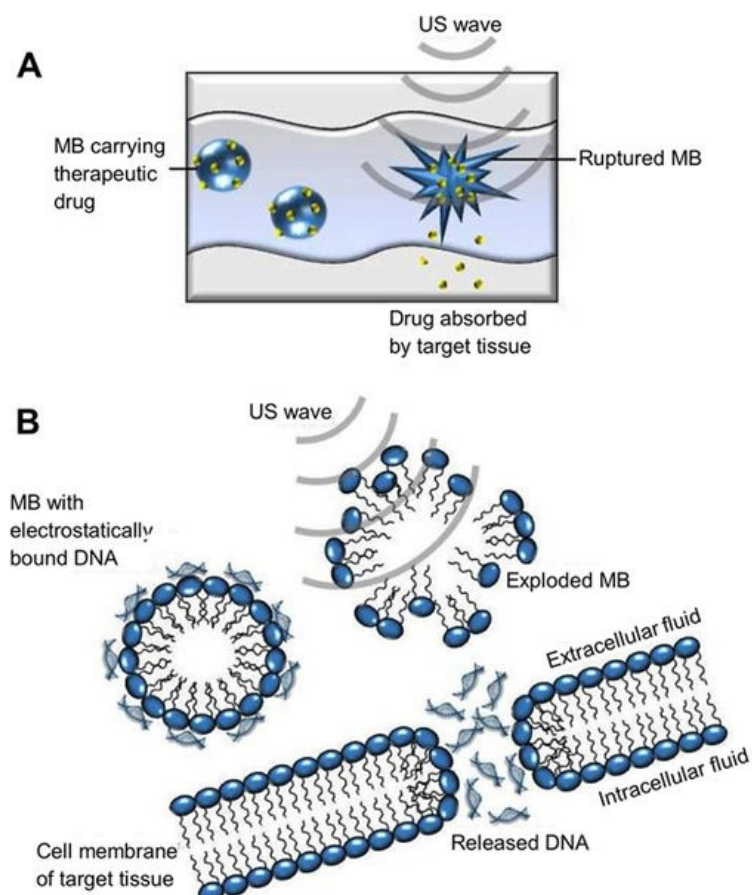 US wave
A
MB carrying
therapeutic
drug
Ruptured MB
Drug absorbed
by target tissue
B
US wave
MB with
electrostatically
bound DNA
Exploded MB
Extracellular fluid
Intracellular fluid
Released DNA
Cell membrane
of target tissue